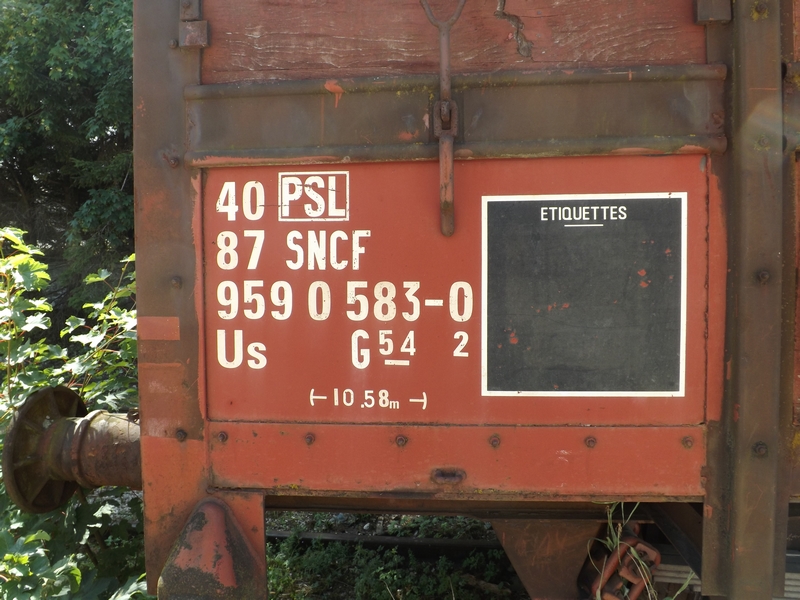 40 PSL
87 SNCF
959 0 583-0
Us G 54 2
10.58m
ETIQUETTES